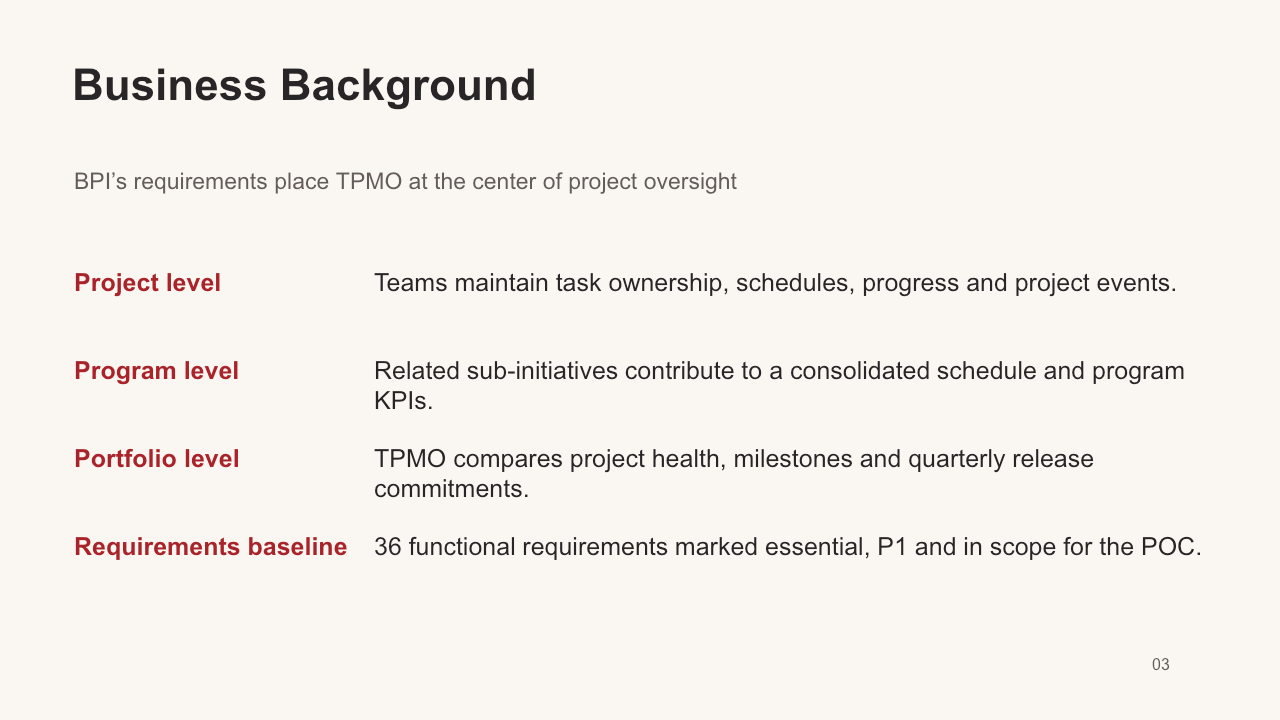 Business Background
BPI’s requirements place TPMO at the center of project oversight
Project level
Teams maintain task ownership, schedules, progress and project events.
Program level
Related sub-initiatives contribute to a consolidated schedule and program
KPIs.
Portfolio level
TPMO compares project health, milestones and quarterly release
commitments.
Requirements baseline
36 functional requirements marked essential, P1 and in scope for the POC.
03